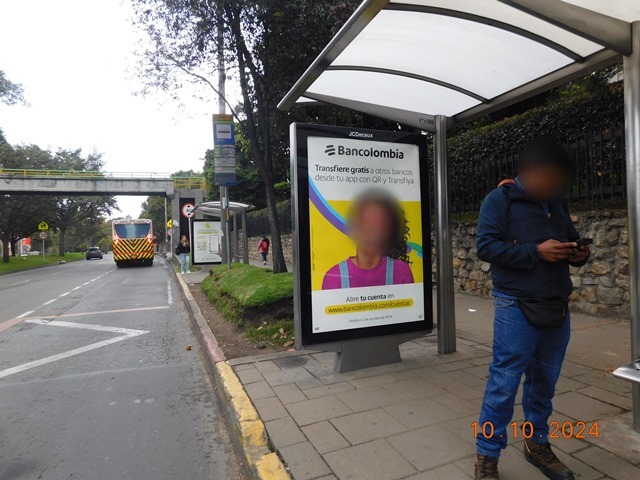 JCDecaux
Bancolombia
Transfiere gratis a otros bancos
desde tu app con QR y Transfiya
Abre tu cuenta en
www.bancolombia.com/cuentas
10.10.2024